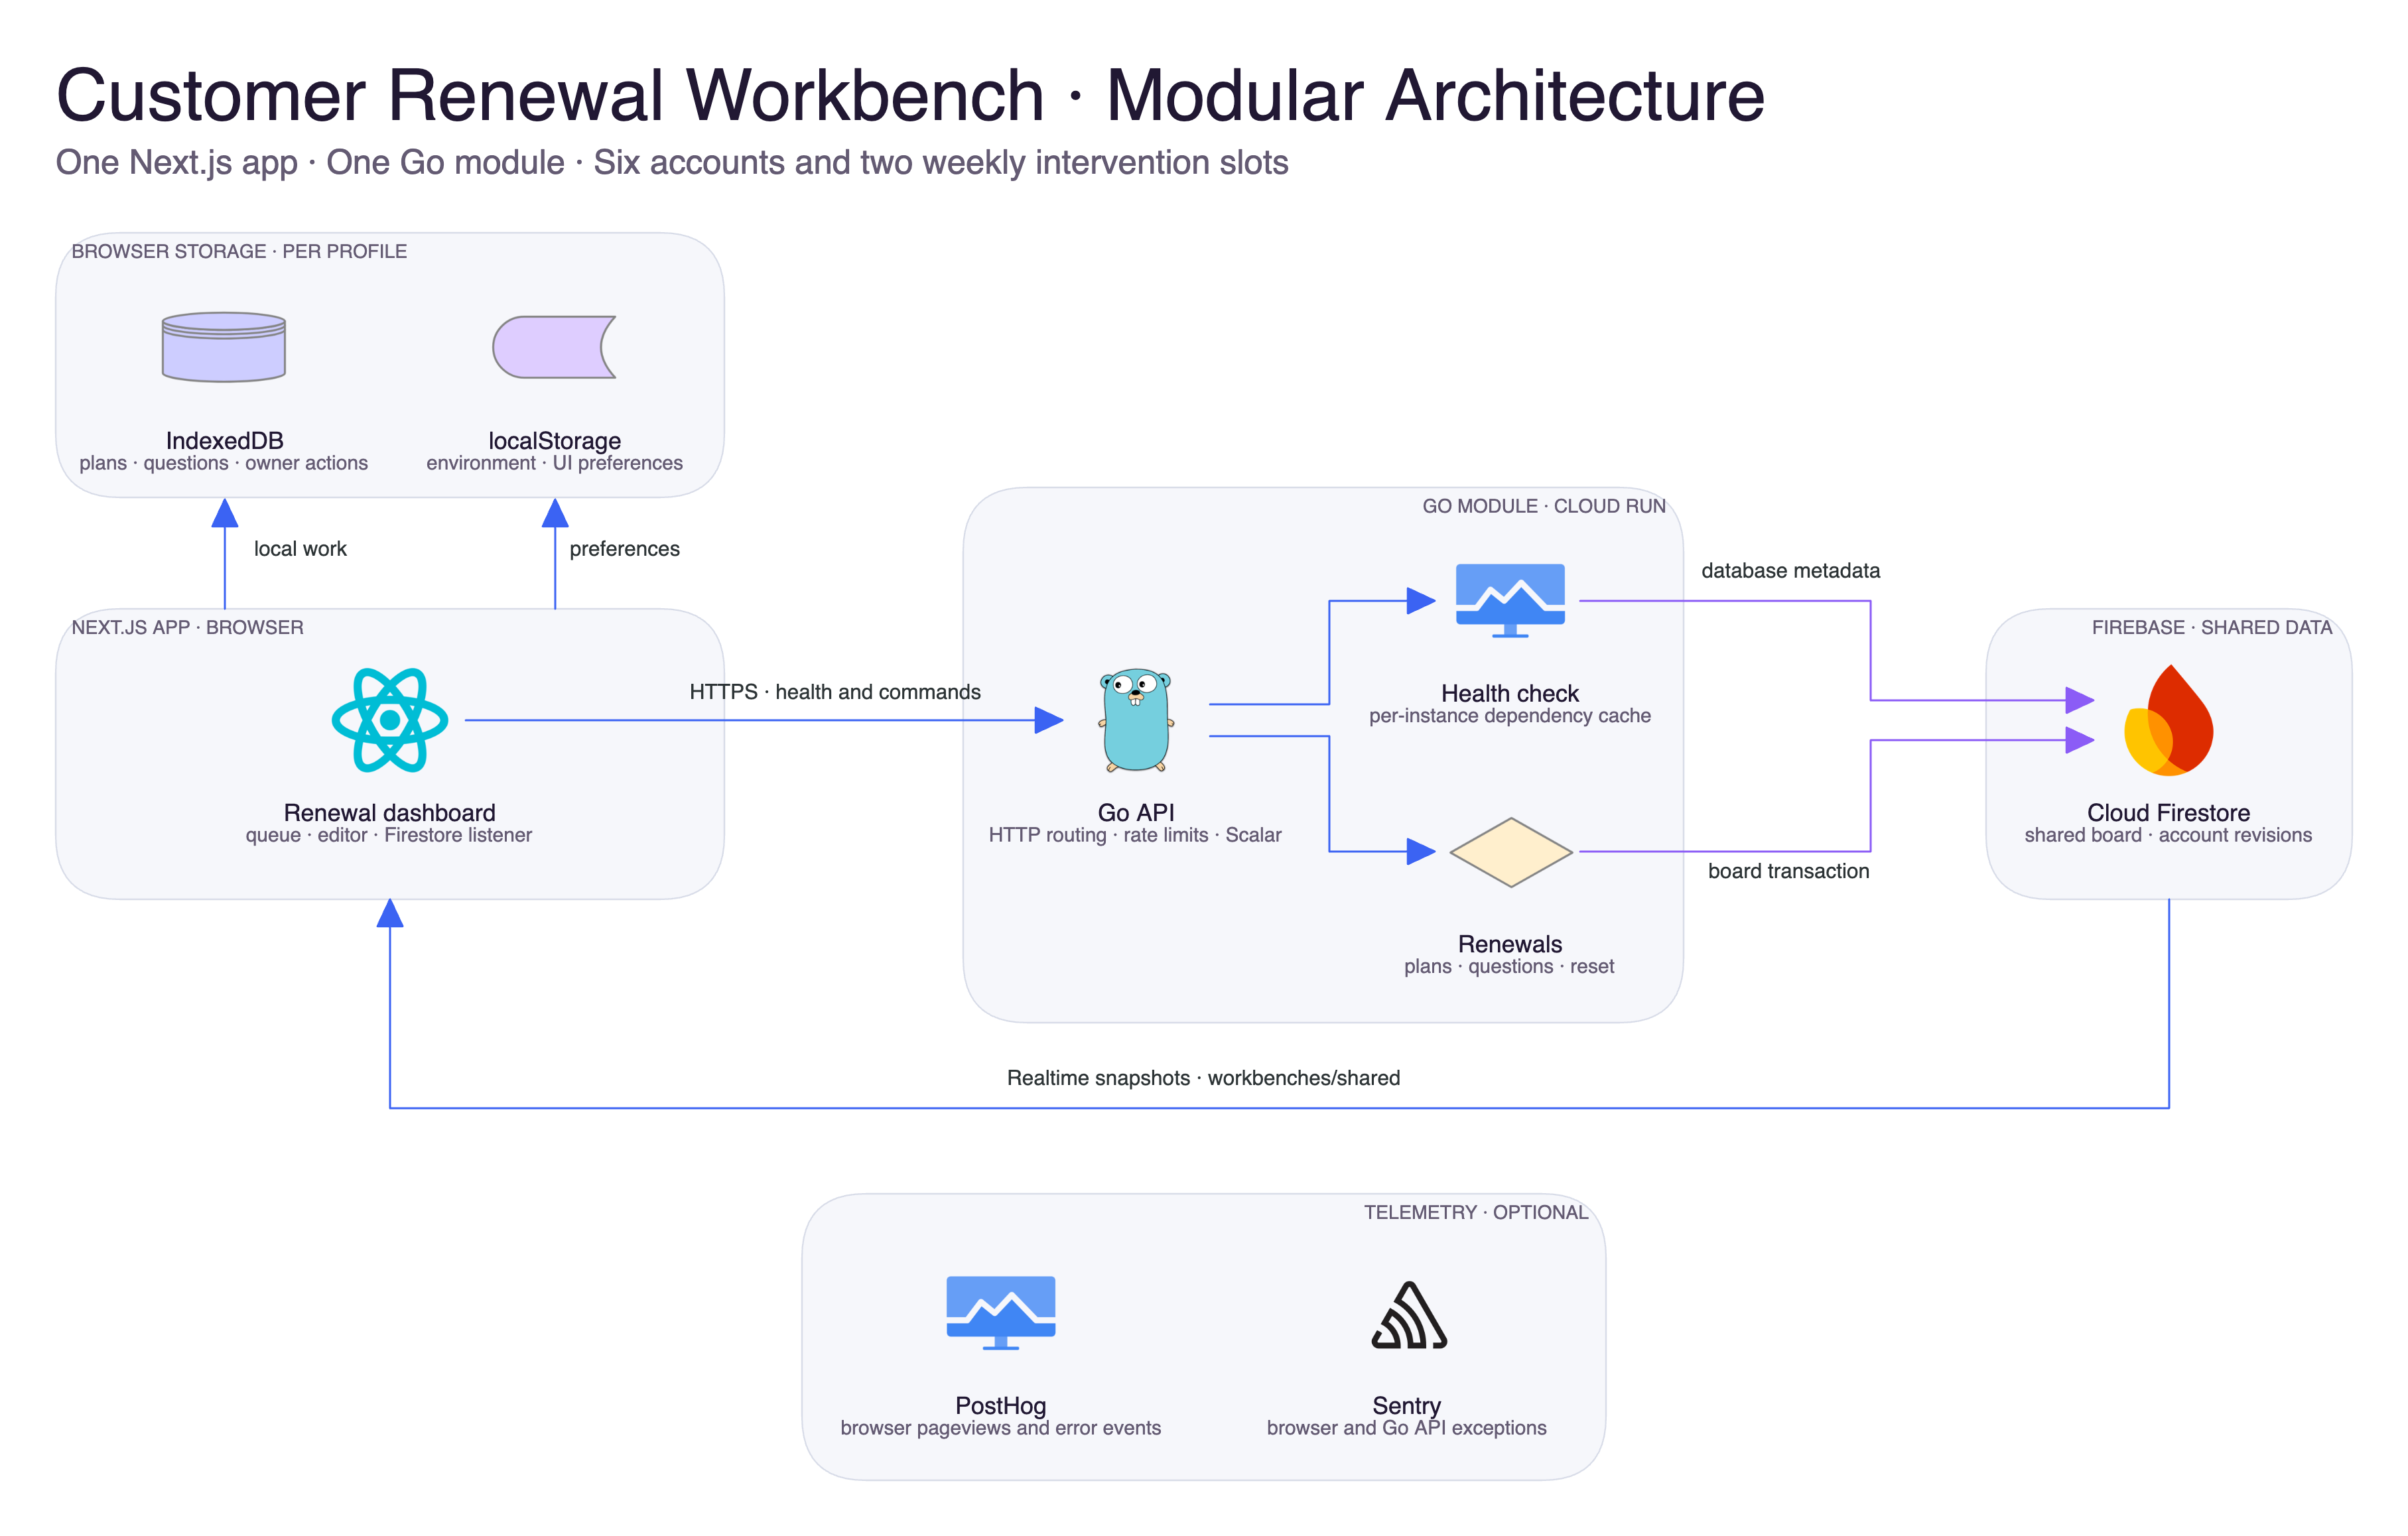 Customer Renewal Workbench · Modular Architecture
One Next.js app · One Go module · Six accounts and two weekly intervention slots
BROWSER STORAGE · PER PROFILE
IndexedDB
plans · questions · owner actions
localStorage
environment · UI preferences
local work
preferences
NEXT.JS APP · BROWSER
Renewal dashboard
queue · editor · Firestore listener
HTTPS · health and commands
GO MODULE · CLOUD RUN
Go API
HTTP routing · rate limits · Scalar
Health check
per-instance dependency cache
Renewals
plans · questions · reset
database metadata
board transaction
FIREBASE · SHARED DATA
Cloud Firestore
shared board · account revisions
Realtime snapshots · workbenches/shared
TELEMETRY · OPTIONAL
PostHog
browser pageviews and error events
Sentry
browser and Go API exceptions